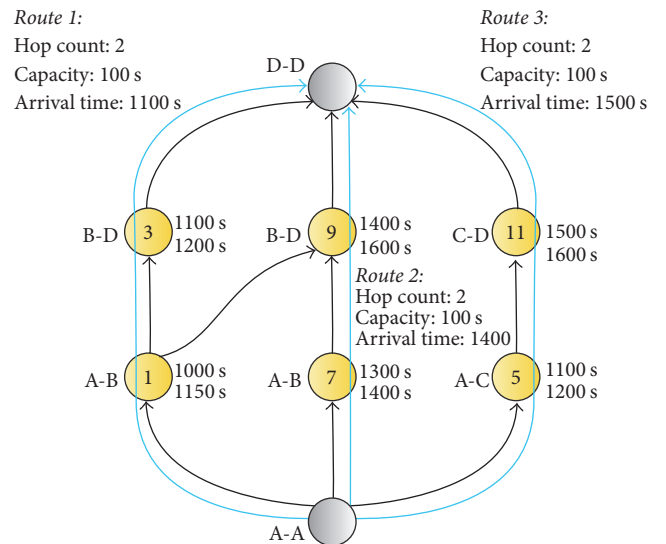 Route 1:
Hop count: 2
Capacity: 100 s
Arrival time: 1100 s
Route 3:
Hop count: 2
Capacity: 100 s
Arrival time: 1500 s
D-D
B-D
3
1100 s
1200 s
B-D
9
1400 s
1600 s
C-D
11
1500 s
1600 s
Route 2:
Hop count: 2
Capacity: 100 s
Arrival time: 1400
A-B
1
1000 s
1150 s
A-B
7
1300 s
1400 s
A-C
5
1100 s
1200 s
A-A